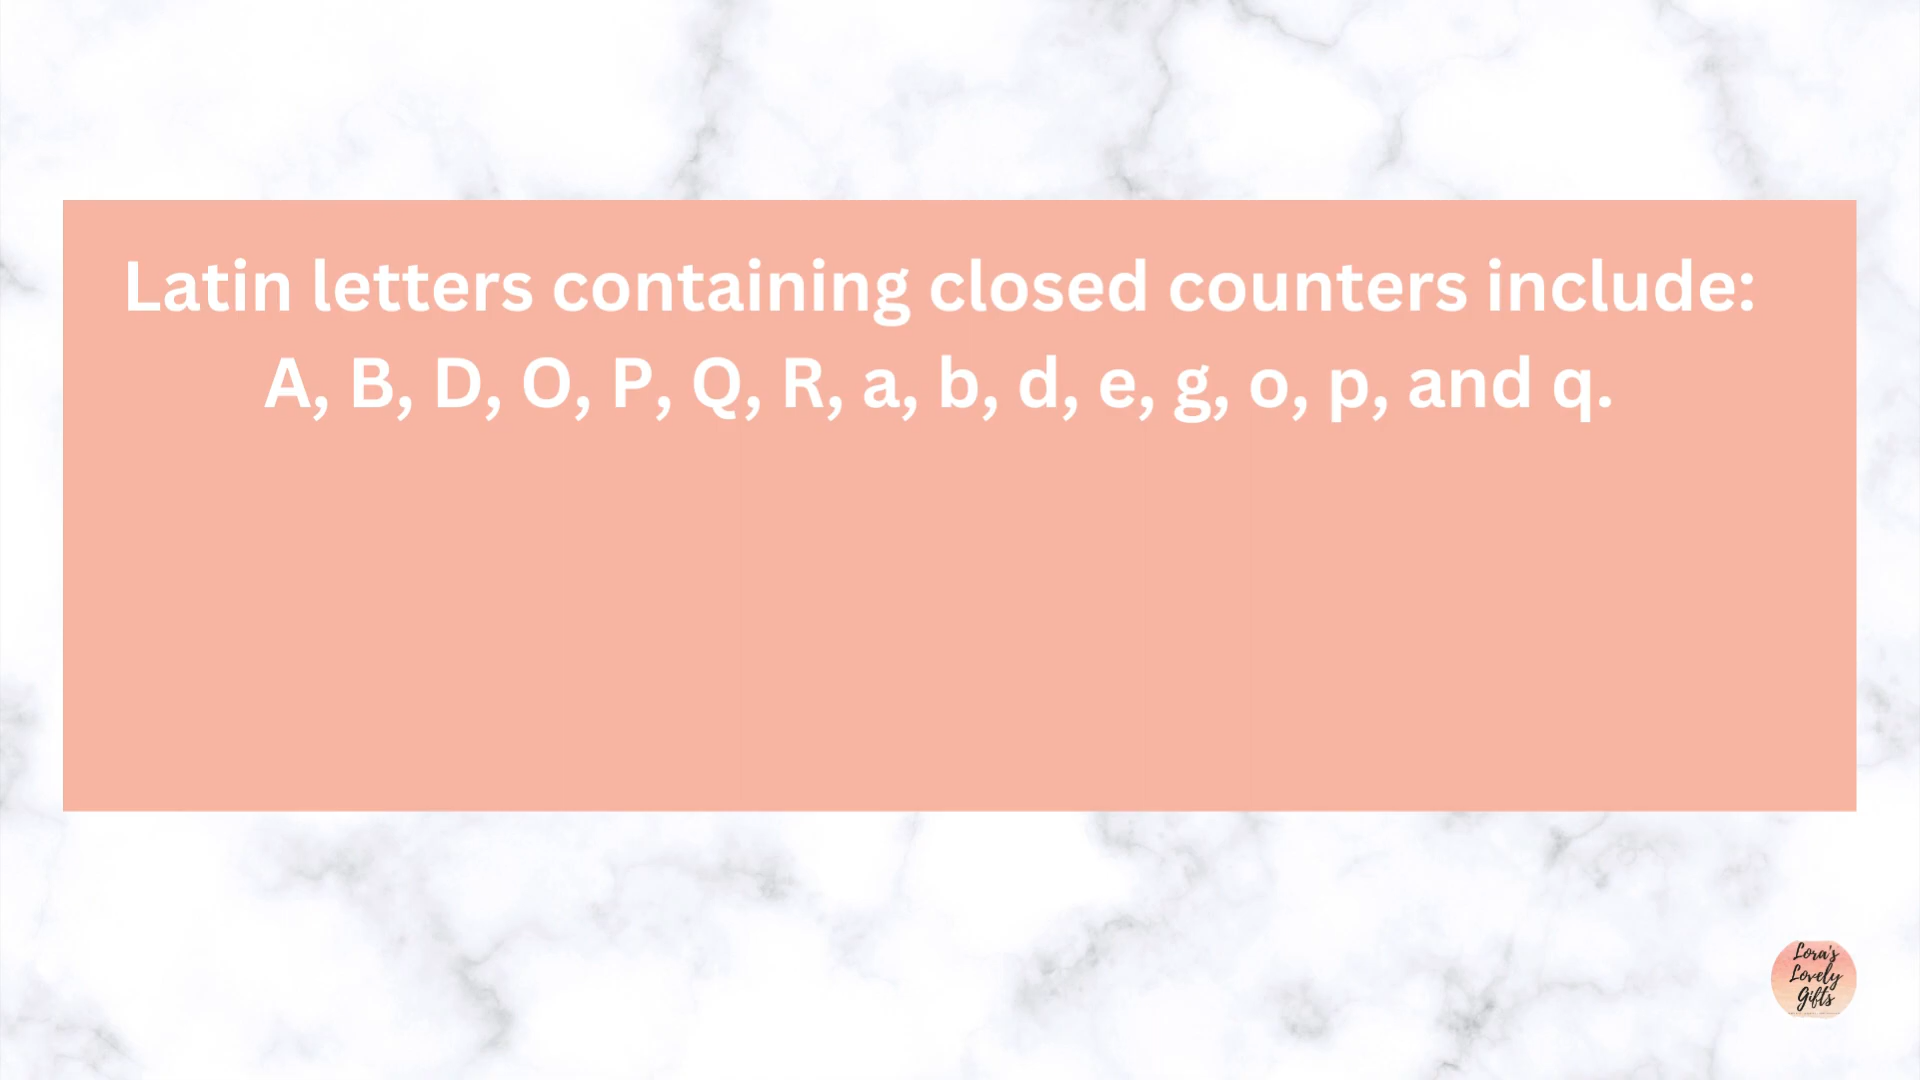 Latin letters containing closed counters include:
A, B, D, O, P, Q, R, a, b, d, e, g, o, p, and q.
Lora's
Lovely
Gifts